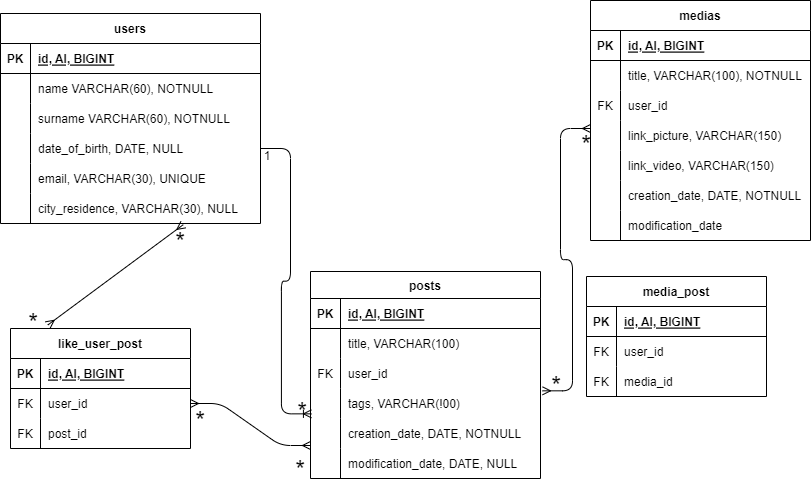 users
PK id, AI, BIGINT
name VARCHAR(60), NOTNULL
surname VARCHAR(60), NOTNULL
date_of_birth, DATE, NULL
email, VARCHAR(30), UNIQUE
city_residence, VARCHAR(30), NULL
1
*
*
medias
PK id, AI, BIGINT
title, VARCHAR(100), NOTNULL
FK user_id
link_picture, VARCHAR(150)
link_video, VARCHAR(150)
creation_date, DATE, NOTNULL
modification_date
*
like_user_post
PK id, AI, BIGINT
FK user_id
FK post_id
*
posts
PK id, AI, BIGINT
title, VARCHAR(100)
FK user_id
tags, VARCHAR(!00)
creation_date, DATE, NOTNULL
modification_date, DATE, NULL
*
*
*
media_post
PK id, AI, BIGINT
FK user_id
FK media_id